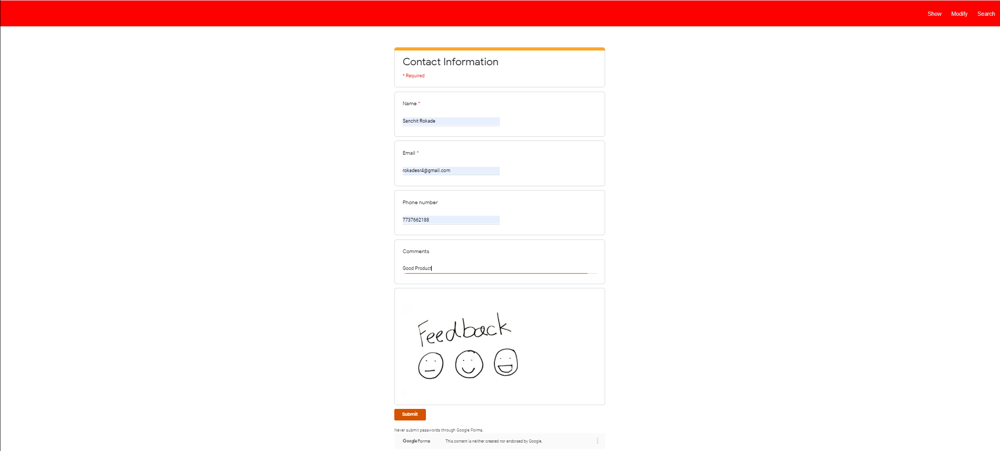 Show Modify Search
Contact Information
* Required
Name *
Sanchit Rokade
Email *
rokadesr4@gmail.com
Phone number
7737662188
Comments
Good Product
Feedback
Submit
Never submit passwords through Google Forms.
Google Forms This content is neither created nor endorsed by Google.